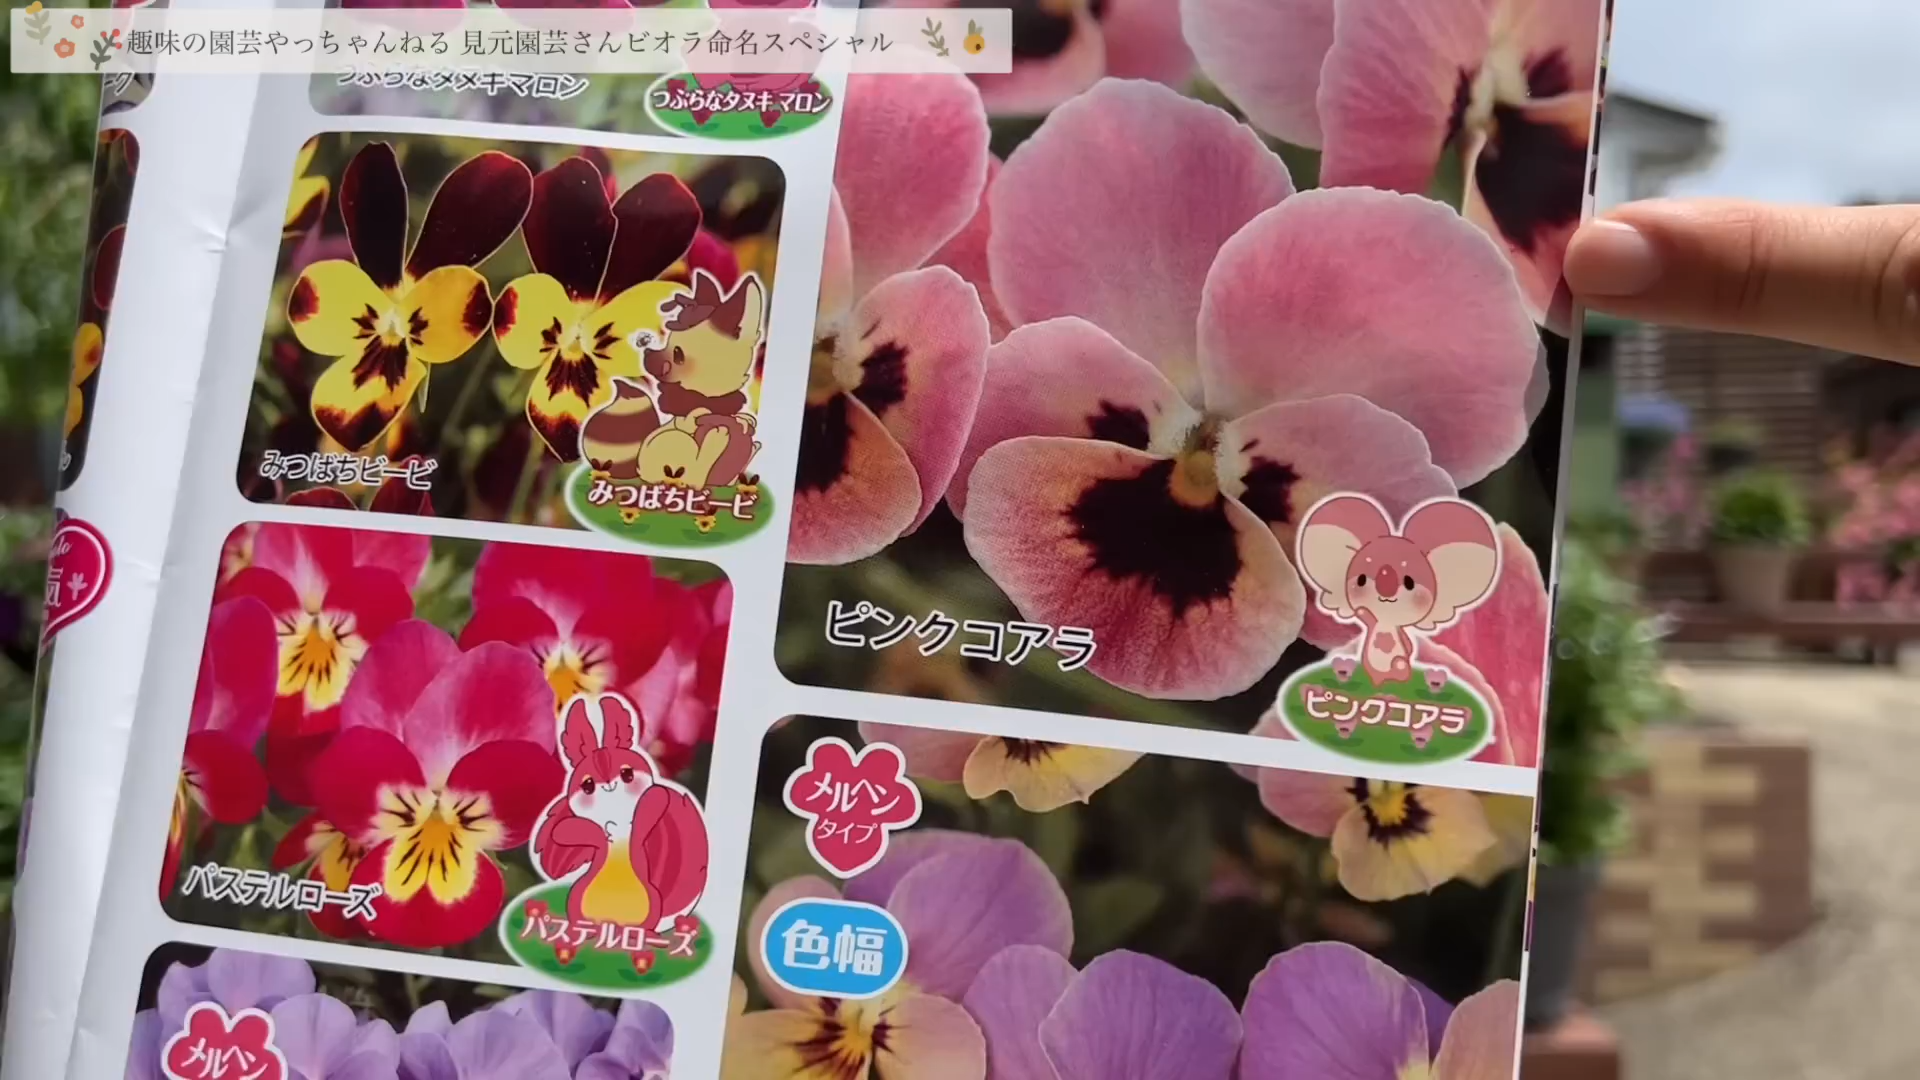 趣味の園芸やっちゃんねる 見元園芸さんビオラ命名スペシャル
つぶらなタヌキマロン
つぶらなタヌキマロン
みつばちビービ
みつばちビービ
パステルローズ
パステルローズ
メルヘン
ピンクコアラ
ピンクコアラ
メルヘン
タイプ
色幅